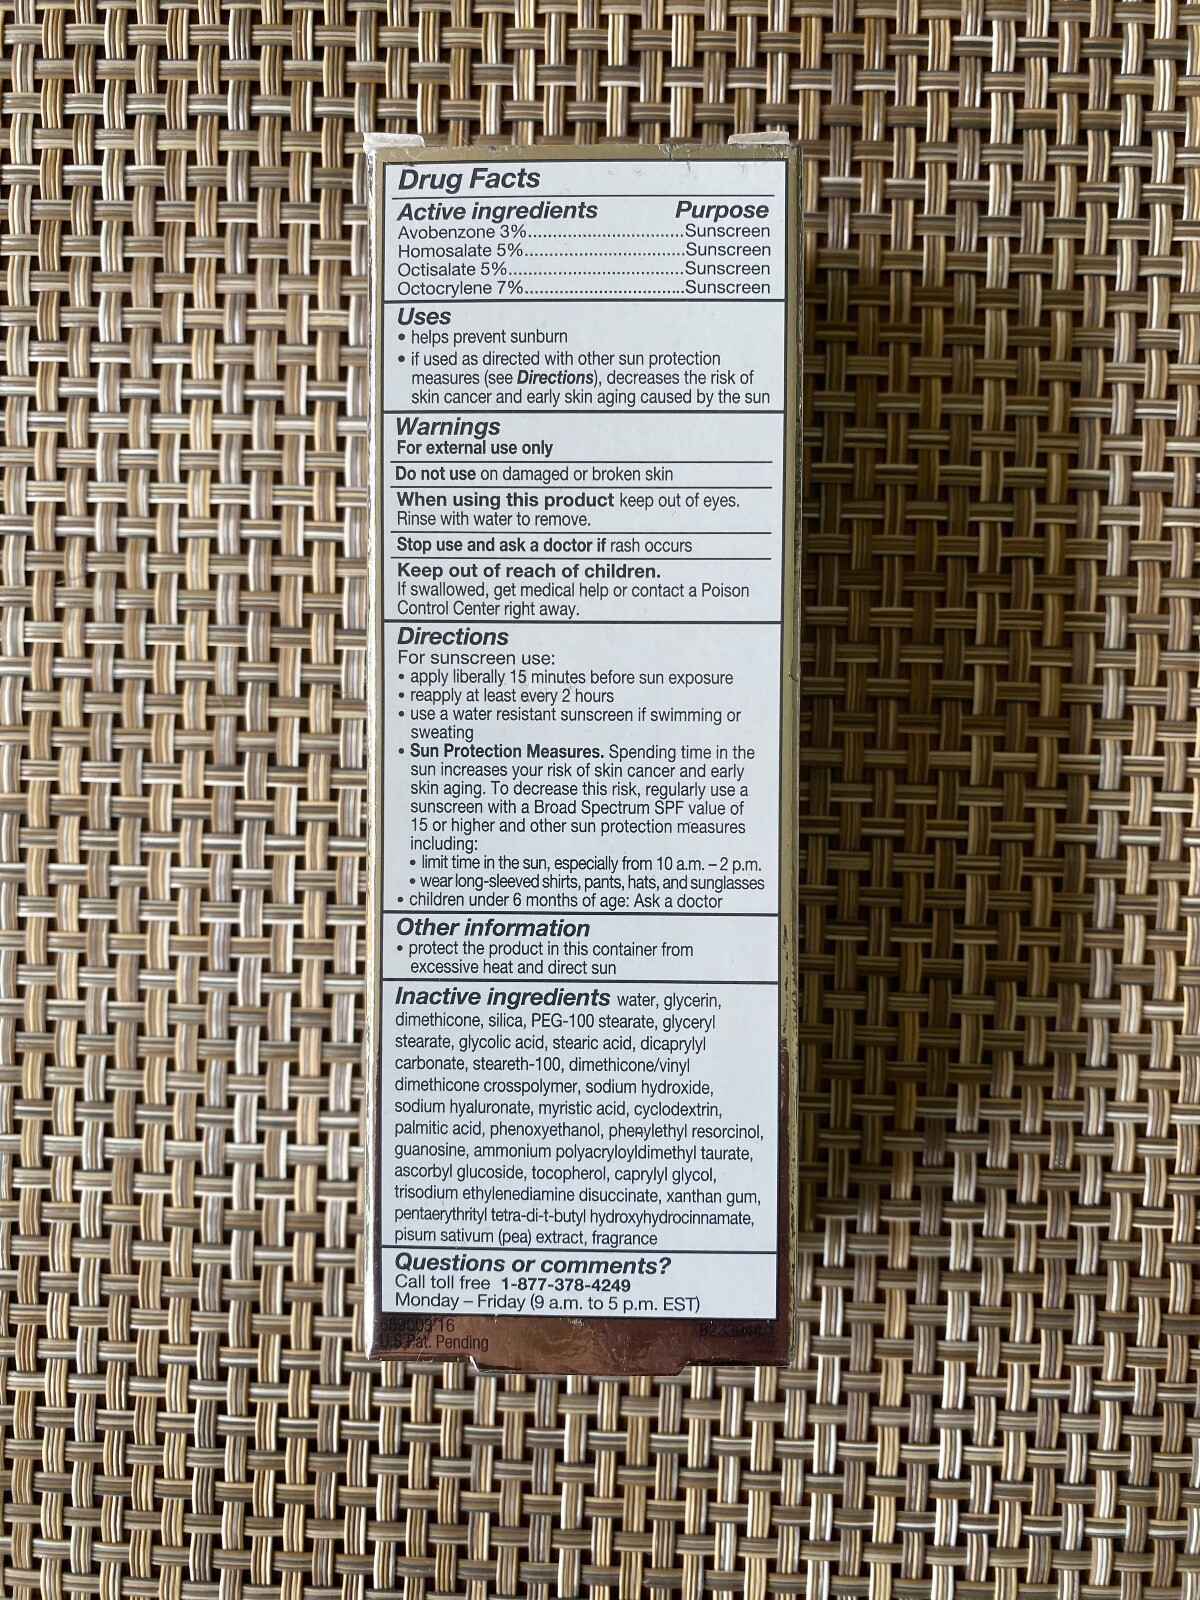 Drug Facts
Active ingredients Purpose
Avobenzone 3%..............................Sunscreen
Homosalate 5%...............................Sunscreen
Octisalate 5%..................................Sunscreen
Octocrylene 7%...............................Sunscreen
Uses
• helps prevent sunburn
• if used as directed with other sun protection
measures (see Directions), decreases the risk of
skin cancer and early skin aging caused by the sun
Warnings
For external use only
Do not use on damaged or broken skin
When using this product keep out of eyes.
Rinse with water to remove.
Stop use and ask a doctor if rash occurs
Keep out of reach of children.
If swallowed, get medical help or contact a Poison
Control Center right away.
Directions
For sunscreen use:
• apply liberally 15 minutes before sun exposure
• reapply at least every 2 hours
• use a water resistant sunscreen if swimming or
sweating
• Sun Protection Measures. Spending time in the
sun increases your risk of skin cancer and early
skin aging. To decrease this risk, regularly use a
sunscreen with a Broad Spectrum SPF value of
15 or higher and other sun protection measures
including:
• limit time in the sun, especially from 10 a.m. – 2 p.m.
• wear long-sleeved shirts, pants, hats, and sunglasses
• children under 6 months of age: Ask a doctor
Other information
• protect the product in this container from
excessive heat and direct sun
Inactive ingredients water, glycerin,
dimethicone, silica, PEG-100 stearate, glyceryl
stearate, glycolic acid, stearic acid, dicaprylyl
carbonate, steareth-100, dimethicone/vinyl
dimethicone crosspolymer, sodium hydroxide,
sodium hyaluronate, myristic acid, cyclodextrin,
palmitic acid, phenoxyethanol, phenylethyl resorcinol,
guanosine, ammonium polyacryloyldimethyl taurate,
ascorbyl glucoside, tocopherol, caprylyl glycol,
trisodium ethylenediamine disuccinate, xanthan gum,
pentaerythrityl tetra-di-t-butyl hydroxyhydrocinnamate,
pisum sativum (pea) extract, fragrance
Questions or comments?
Call toll free 1-877-378-4249
Monday – Friday (9 a.m. to 5 p.m. EST)
689003 16
U.S.Pat. Pending